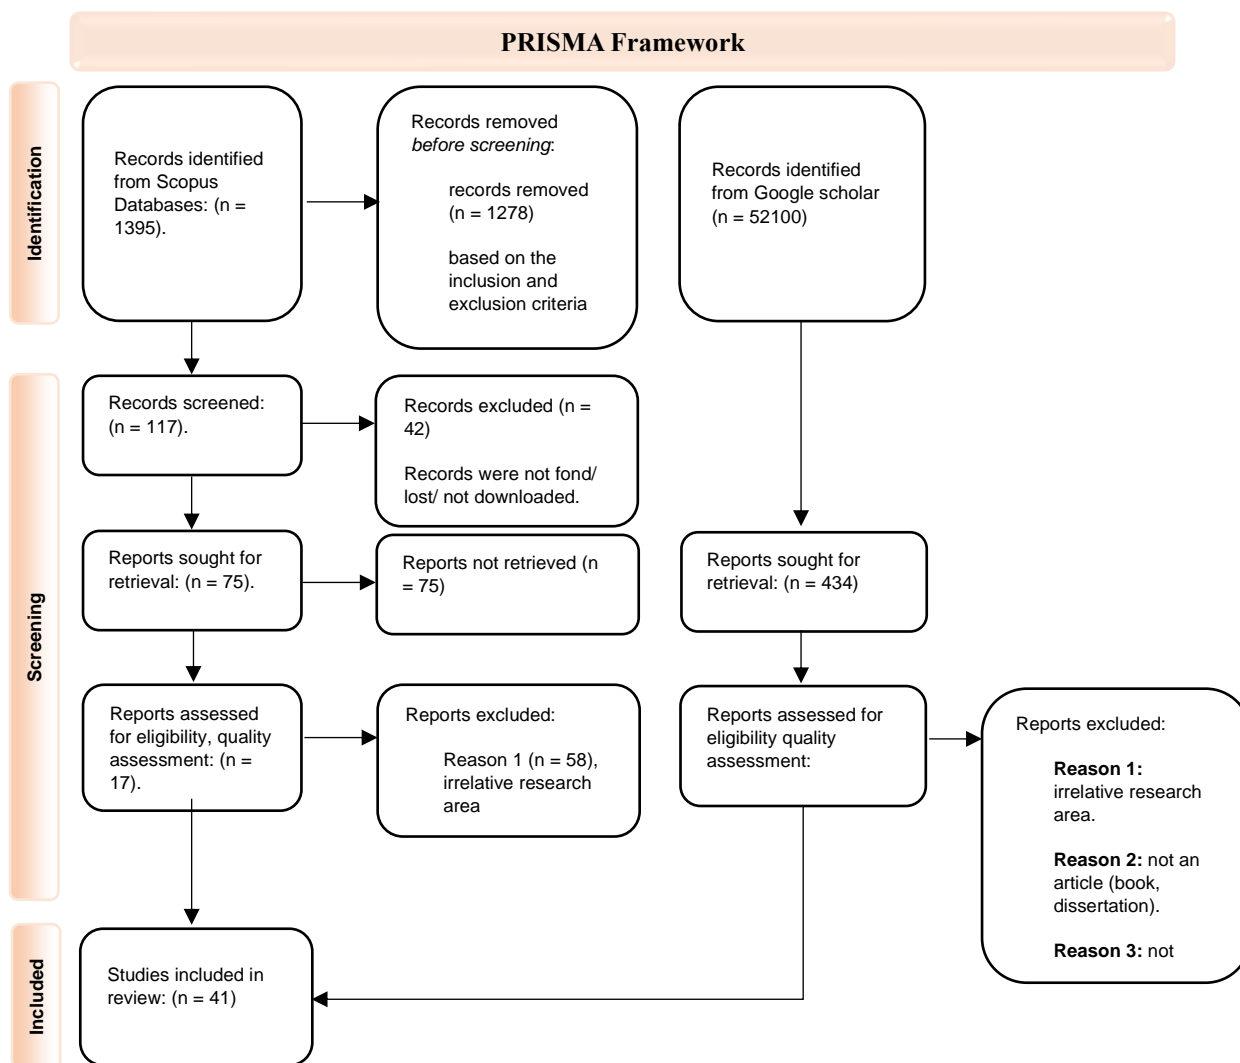 PRISMA Framework
Identification
Records identified
from Scopus
Databases: (n =
1395).
Records removed
before screening:
records removed
(n = 1278)
based on the
inclusion and
exclusion criteria
Records identified
from Google scholar
(n = 52100)
Screening
Records screened:
(n = 117).
Records excluded (n =
42)
Records were not fond/
lost/ not downloaded.
Reports sought for
retrieval: (n = 75).
Reports not retrieved (n
= 75)
Reports sought for
retrieval: (n = 434)
Reports assessed
for eligibility, quality
assessment: (n =
17).
Reports excluded:
Reason 1 (n = 58),
irrelative research
area
Reports assessed for
eligibility quality
assessment:
Reports excluded:
Reason 1:
irrelative research
area.
Reason 2: not an
article (book,
dissertation).
Reason 3: not
Included
Studies included in
review: (n = 41)